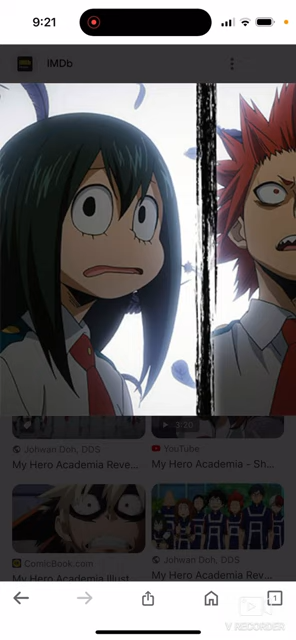 9:21
IMDb
3:20
Johwan Doh, DDS
My Hero Academia Reve...
YouTube
My Hero Academia - Sh...
ComicBook.com
My Hero Academia Illust
Johwan Doh, DDS
My Hero Academia Reve...
1
V RECORDER